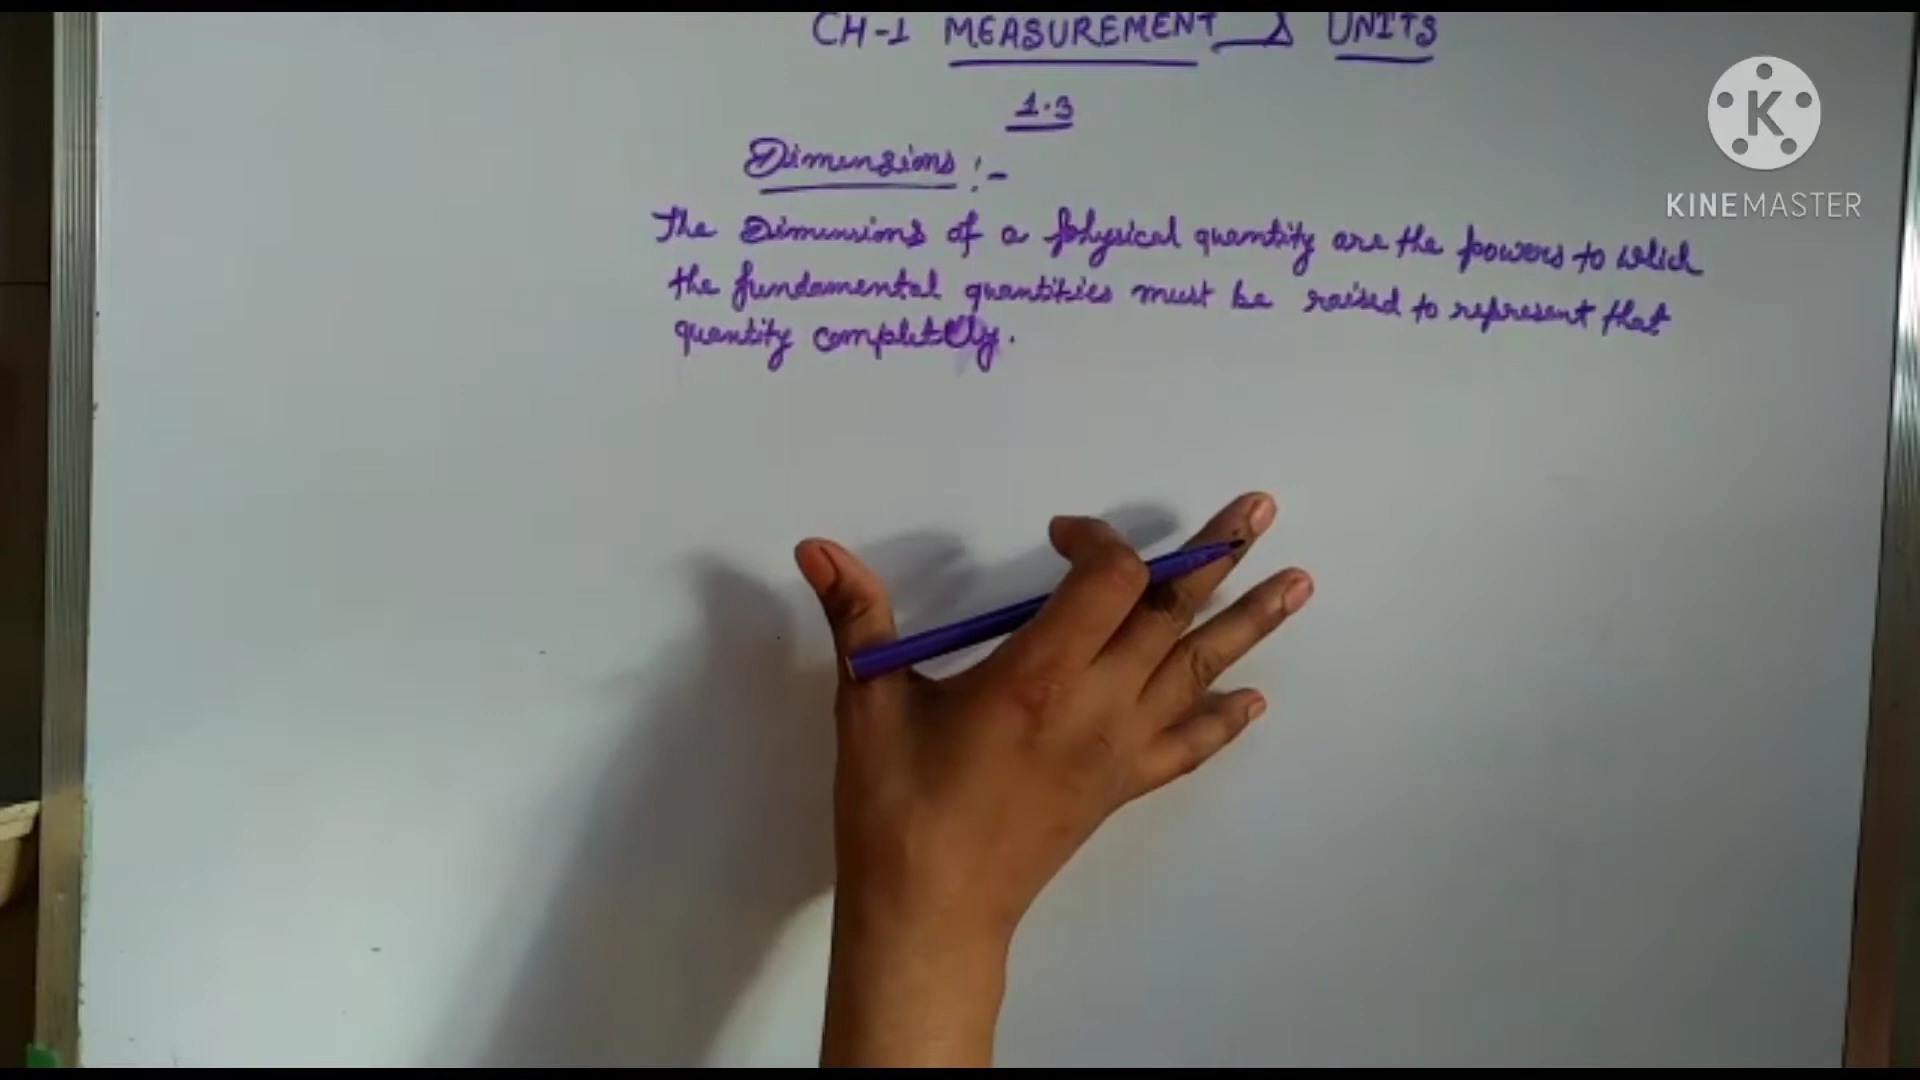 CH-1 MEASUREMENT & UNITS
1.3
Dimensions :-
The Dimensions of a physical quantity are the powers to which
the fundamental quantities must be raised to represent that
quantity completely.
K
KINEMASTER